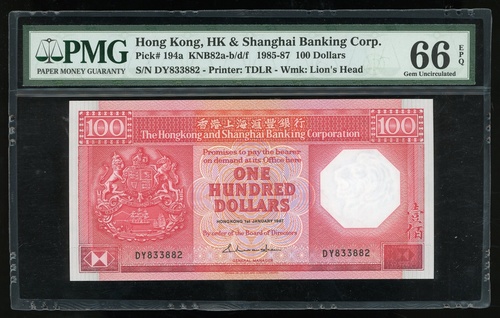 PMG
PAPER MONEY GUARANTY
Hong Kong, HK & Shanghai Banking Corp.
Pick# 194a KNB82a-b/d/f 1985-87 100 Dollars
S/N DY833882 - Printer: TDLR - Wmk: Lion's Head
66 EPQ
Gem Uncirculated
100
香港上海滙豐銀行
100
The Hongkong and Shanghai Banking Corporation
Promises to pay the bearer
on demand at its Office here
ONE
HUNDRED
DOLLARS
HONGKONG 1st JANUARY 1987
By order of the Board of Directors
DY833882
GENERAL MANAGER
DY833882